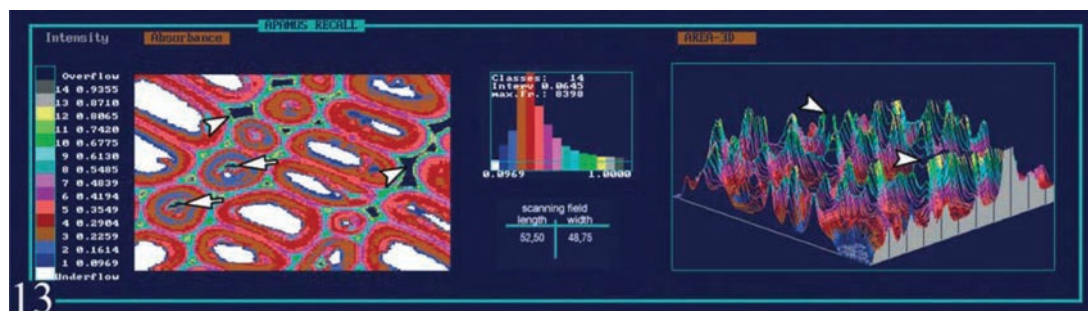 APAMOS RECALL
Intensity
Absorbance
AREA-3D
Overflow
14 0.9355
13 0.8710
12 0.8065
11 0.7420
10 0.6775
9 0.6130
8 0.5485
7 0.4839
6 0.4194
5 0.3549
4 0.2904
3 0.2259
2 0.1614
1 0.0969
Underflow
Classes: 14
Interv 0.0645
max.Fr.: 8398
0.0969 1.0000
scanning field
length width
52,50 48,75
13